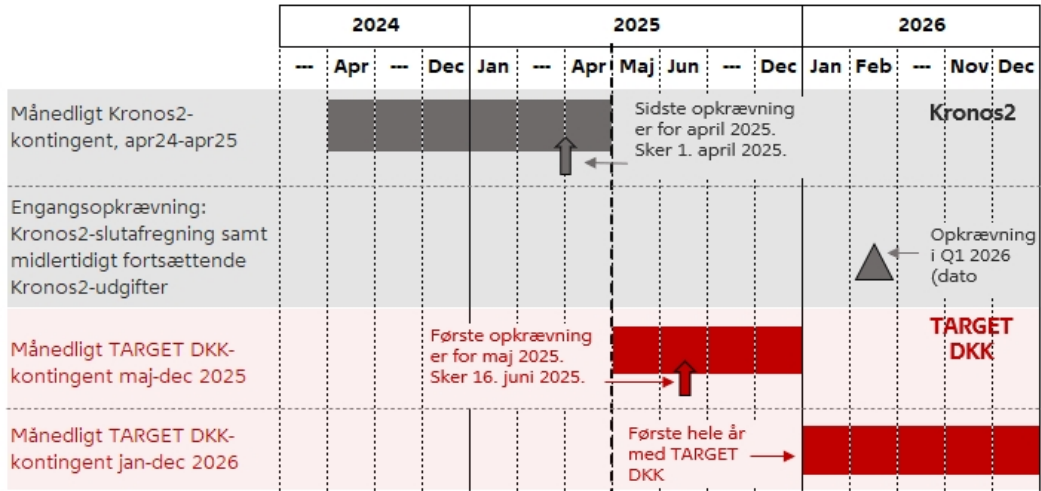 2024 2025 2026
--- Apr --- Dec Jan --- Apr Maj Jun --- Dec Jan Feb --- Nov Dec
Månedligt Kronos2-
kontingent, apr24-apr25
Sidste opkrævning
er for april 2025.
Sker 1. april 2025.
Kronos2
Engangsopkrævning:
Kronos2-slutafregning samt
midlertidigt fortsættende
Kronos2-udgifter
Opkrævning
i Q1 2026
(dato
Månedligt TARGET DKK-
kontingent maj-dec 2025
Første opkrævning
er for maj 2025.
Sker 16. juni 2025.
TARGET
DKK
Månedligt TARGET DKK-
kontingent jan-dec 2026
Første hele år
med TARGET
DKK